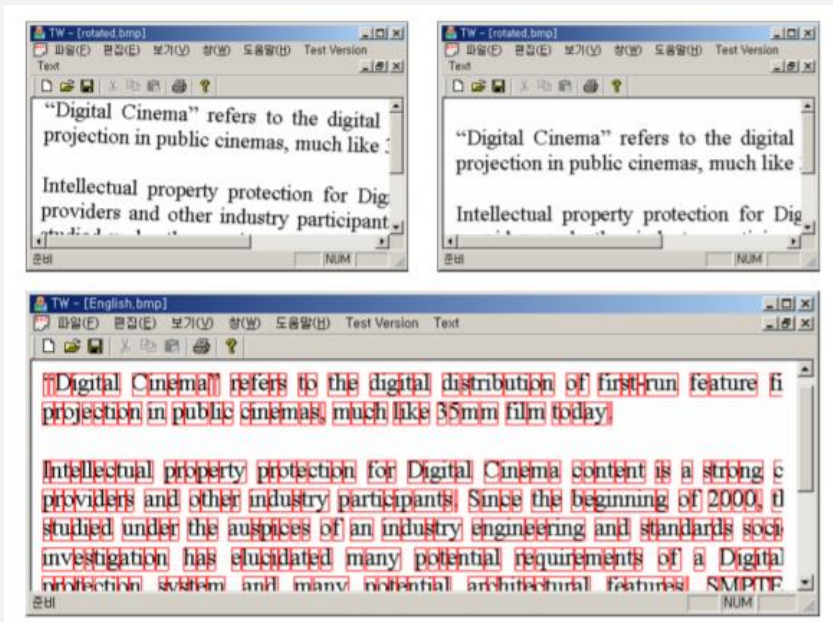 TW - [rotated.bmp]
파일(F) 편집(E) 보기(V) 창(W) 도움말(H) Test Version
Text
“Digital Cinema” refers to the digital
projection in public cinemas, much like
Intellectual property protection for Dig
providers and other industry participant
준비 NUM
TW - [rotated.bmp]
파일(F) 편집(E) 보기(V) 창(W) 도움말(H) Test Version
Text
“Digital Cinema” refers to the digital
projection in public cinemas, much like
Intellectual property protection for Dig
준비 NUM
TW - [English.bmp]
파일(F) 편집(E) 보기(V) 창(W) 도움말(H) Test Version Text
“Digital Cinema” refers to the digital distribution of first-run feature fi
projection in public cinemas, much like 35mm film today.
Intellectual property protection for Digital Cinema content is a strong c
providers and other industry participants. Since the beginning of 2000, tl
studied under the auspices of an industry engineering and standards soci
investigation has elucidated many potential requirements of a Digital
protection system and many potential architectural features. SMPTE
준비 NUM